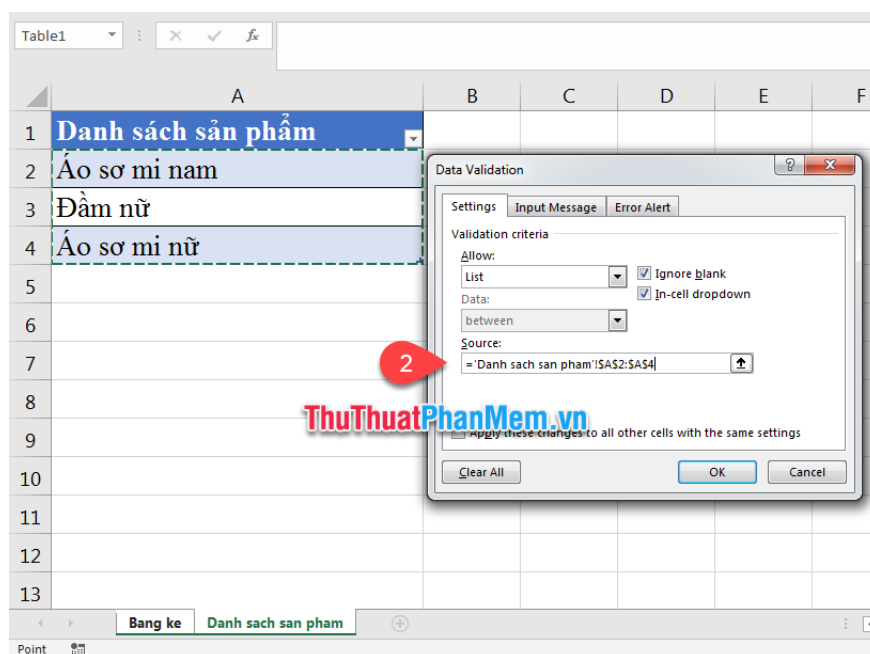 Table1
fx
A B C D E F
1 Danh sách sản phẩm
2 Áo sơ mi nam
3 Đầm nữ
4 Áo sơ mi nữ
5
6
7
8
9
10
11
12
13
Data Validation
Settings Input Message Error Alert
Validation criteria
Allow:
List
Ignore blank
Data:
In-cell dropdown
between
Source:
2
='Danh sach san pham'!$A$2:$A$4
ThuThuatPhanMem.vn
Apply these changes to all other cells with the same settings
Clear All OK Cancel
Bang ke Danh sach san pham
Point